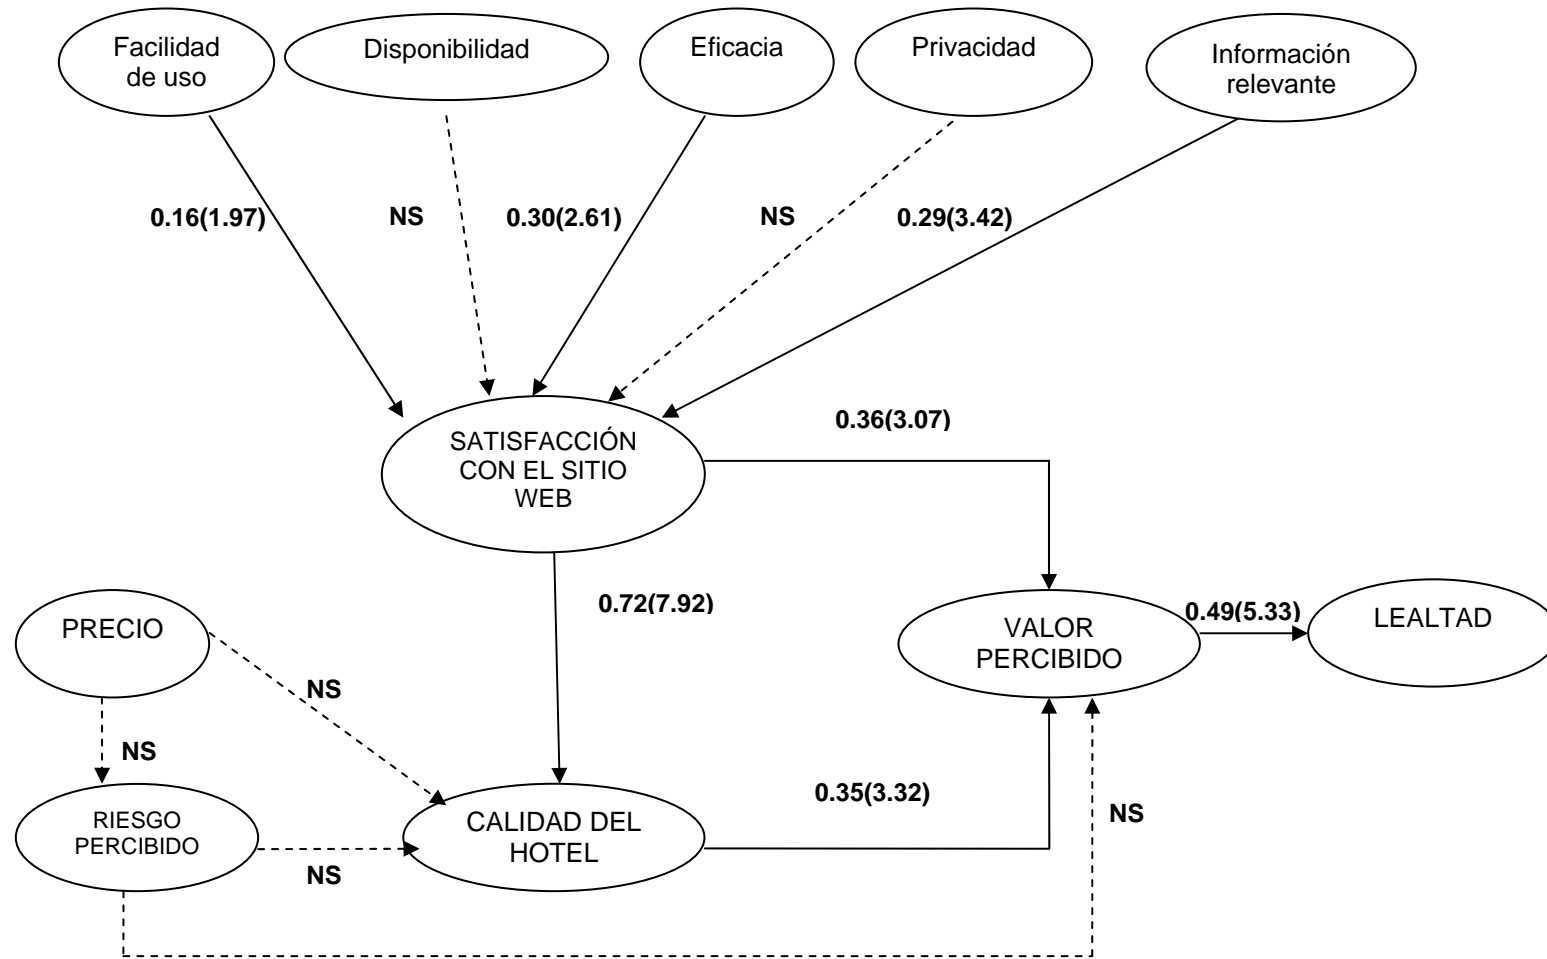 Facilidad
de uso
Disponibilidad
Eficacia
Privacidad
Información
relevante
0.16(1.97)
NS
0.30(2.61)
NS
0.29(3.42)
SATISFACCIÓN
CON EL SITIO
WEB
0.36(3.07)
0.72(7.92)
PRECIO
NS
NS
RIESGO
PERCIBIDO
NS
CALIDAD DEL
HOTEL
0.35(3.32)
NS
VALOR
PERCIBIDO
0.49(5.33)
LEALTAD